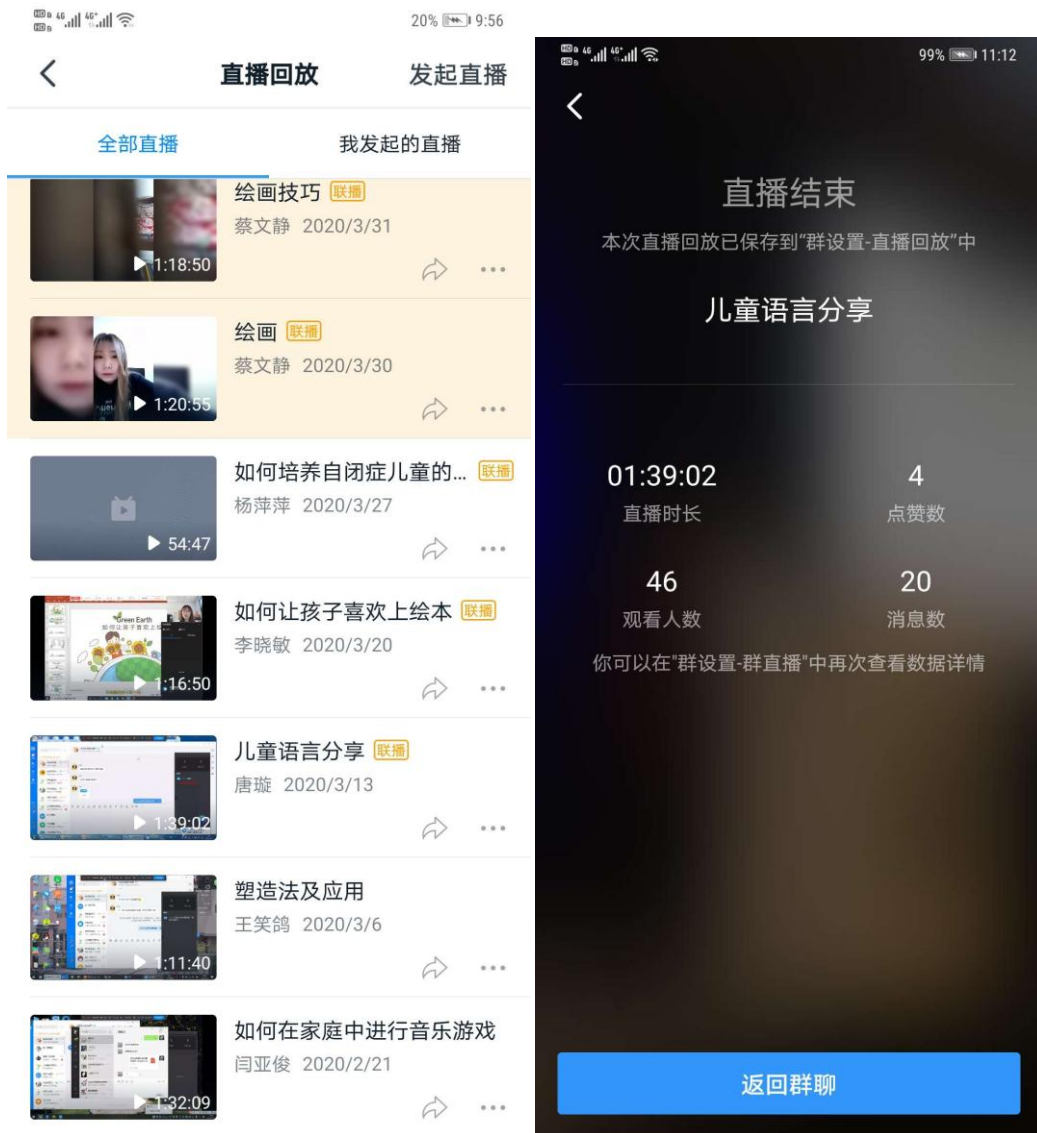 20% 9:56
直播回放 发起直播
全部直播 我发起的直播
绘画技巧 联播
蔡文静 2020/3/31
1:18:50
绘画 联播
蔡文静 2020/3/30
1:20:55
如何培养自闭症儿童的... 联播
杨萍萍 2020/3/27
54:47
Green Earth
如何让孩子喜欢上绘本 联播
李晓敏 2020/3/20
1:16:50
儿童语言分享 联播
唐璇 2020/3/13
1:39:02
塑造法及应用
王笑鸽 2020/3/6
1:11:40
如何在家庭中进行音乐游戏
闫亚俊 2020/2/21
1:32:09
99% 11:12
直播结束
本次直播回放已保存到“群设置-直播回放”中
儿童语言分享
01:39:02 4
直播时长 点赞数
46 20
观看人数 消息数
你可以在"群设置-群直播"中再次查看数据详情
返回群聊